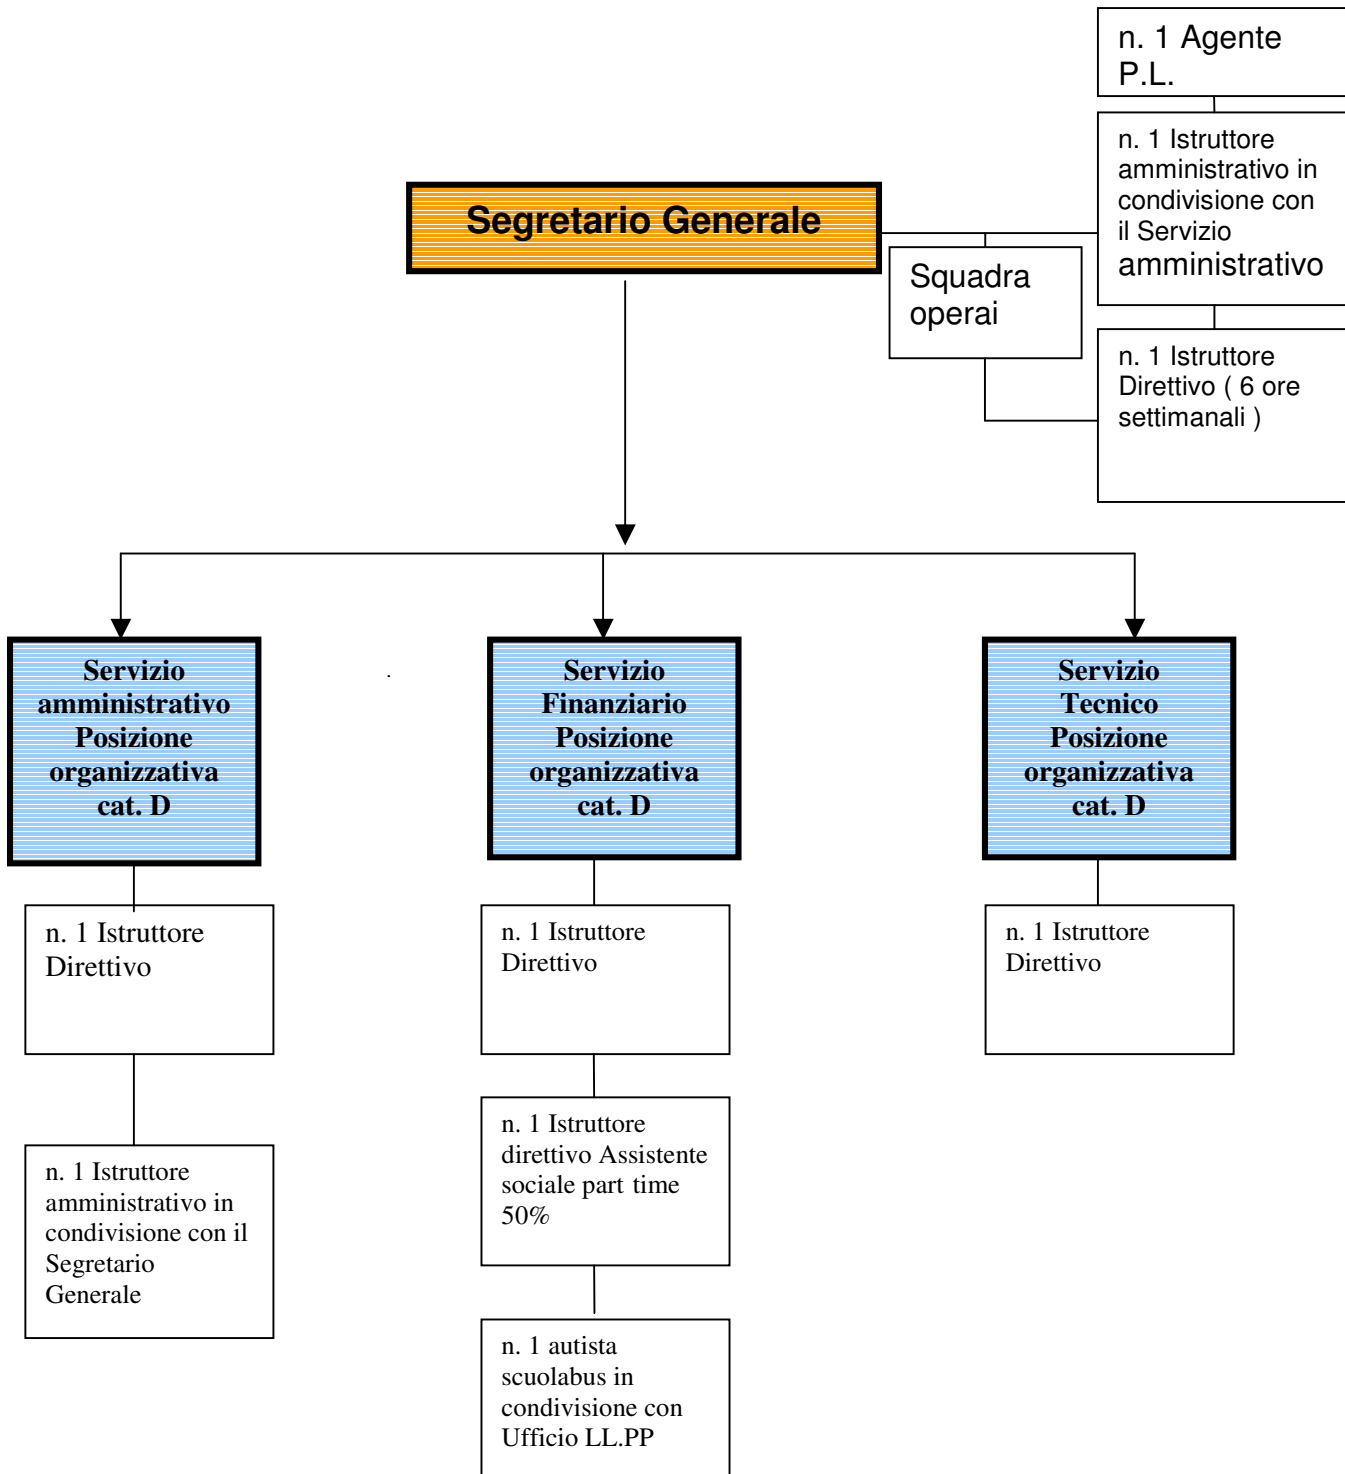 n. 1 Agente
P.L.
n. 1 Istruttore
amministrativo in
condivisione con
il Servizio
amministrativo
Segretario Generale
Squadra
operai
n. 1 Istruttore
Direttivo ( 6 ore
settimanali )
Servizio
amministrativo
Posizione
organizzativa
cat. D
Servizio
Finanziario
Posizione
organizzativa
cat. D
Servizio
Tecnico
Posizione
organizzativa
cat. D
n. 1 Istruttore
Direttivo
n. 1 Istruttore
Direttivo
n. 1 Istruttore
Direttivo
n. 1 Istruttore
amministrativo in
condivisione con il
Segretario
Generale
n. 1 Istruttore
direttivo Assistente
sociale part time
50%
n. 1 autista
scuolabus in
condivisione con
Ufficio LL.PP